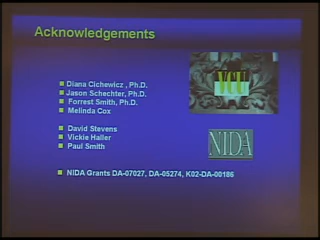 Acknowledgements
Diana Cichewicz , Ph.D.
Jason Schechter, Ph.D.
Forrest Smith, Ph.D.
Melinda Cox
VCU
David Stevens
Vickie Haller
Paul Smith
NIDA
NIDA Grants DA-07027, DA-05274, K02-DA-00186